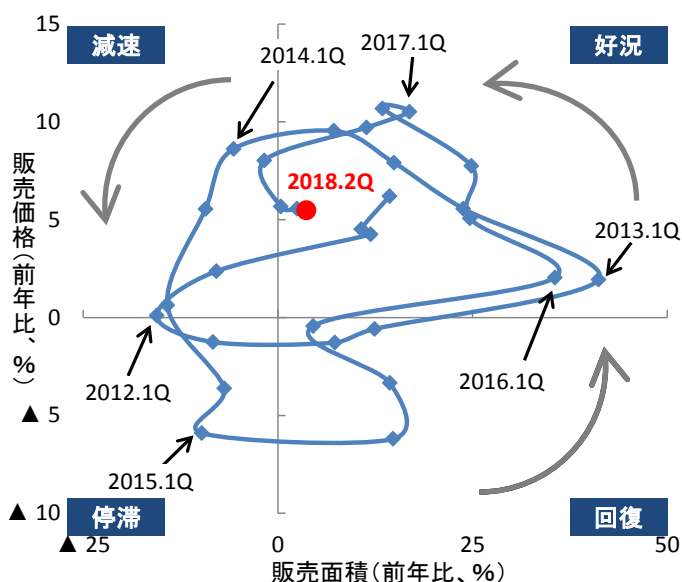 15
減速
好況
2014.1Q
2017.1Q
10
販売価格(前年比、%)
2018.2Q
5
2013.1Q
0
2012.1Q
2016.1Q
▲ 5
2015.1Q
▲ 10
停滞
回復
▲ 25
0
25
50
販売面積(前年比、%)